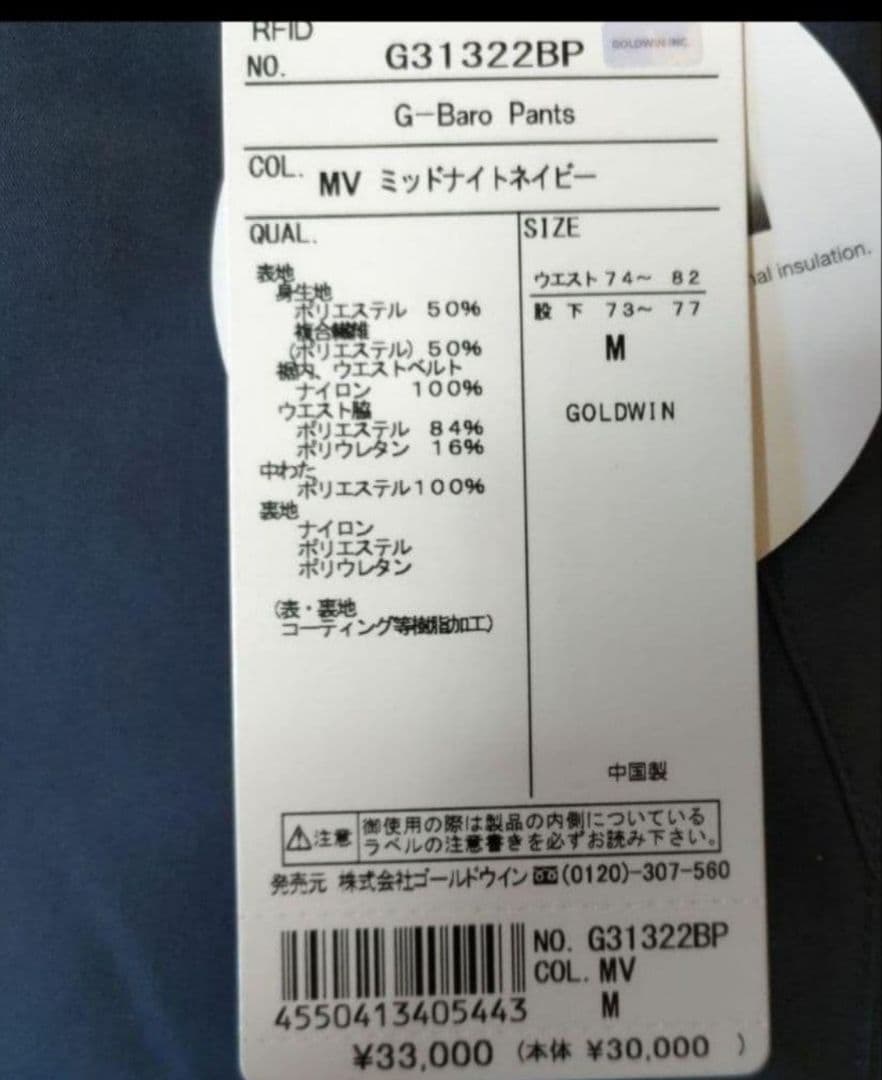 RFID
NO. G31322BP
GOLDWIN INC.
G-Baro Pants
COL. MV ミッドナイトネイビー
QUAL.
表地
身生地
ポリエステル 50%
複合繊維
(ポリエステル) 50%
裾内、ウエストベルト
ナイロン 100%
ウエスト脇
ポリエステル 84%
ポリウレタン 16%
中わた
ポリエステル100%
裏地
ナイロン
ポリエステル
ポリウレタン
(表・裏地
コーティング等樹脂加工)
SIZE
ウエスト 74~ 82
股 下 73~ 77
M
GOLDWIN
中国製
nal insulation.
⚠注意 御使用の際は製品の内側についている
ラベルの注意書きを必ずお読み下さい。
発売元 株式会社ゴールドウイン (0120)-307-560
NO. G31322BP
COL. MV
M
4550413405443
¥33,000 (本体 ¥30,000 )